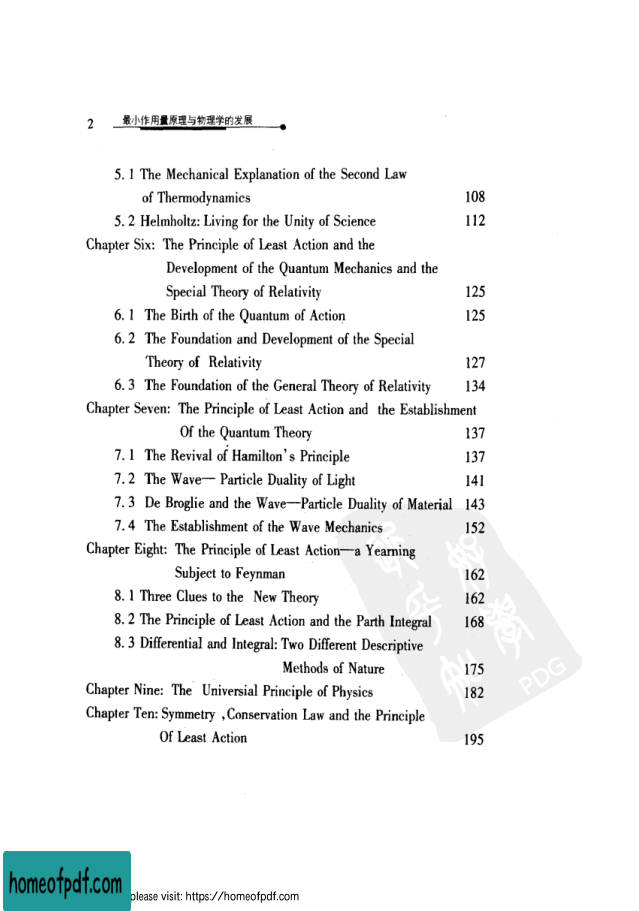 2 最小作用量原理与物理学的发展
5. 1 The Mechanical Explanation of the Second Law
of Thermodynamics 108
5. 2 Helmholtz: Living for the Unity of Science 112
Chapter Six: The Principle of Least Action and the
Development of the Quantum Mechanics and the
Special Theory of Relativity 125
6. 1 The Birth of the Quantum of Action 125
6. 2 The Foundation and Development of the Special
Theory of Relativity 127
6. 3 The Foundation of the General Theory of Relativity 134
Chapter Seven: The Principle of Least Action and the Establishment
Of the Quantum Theory 137
7. 1 The Revival of Hamilton's Principle 137
7. 2 The Wave— Particle Duality of Light 141
7. 3 De Broglie and the Wave—Particle Duality of Material 143
7. 4 The Establishment of the Wave Mechanics 152
Chapter Eight: The Principle of Least Action—a Yearning
Subject to Feynman 162
8. 1 Three Clues to the New Theory 162
8. 2 The Principle of Least Action and the Parth Integral 168
8. 3 Differential and Integral: Two Different Descriptive
Methods of Nature 175
Chapter Nine: The Universial Principle of Physics 182
Chapter Ten: Symmetry ,Conservation Law and the Principle
Of Least Action 195
PDG
homeofpdf.com
please visit: https://homeofpdf.com